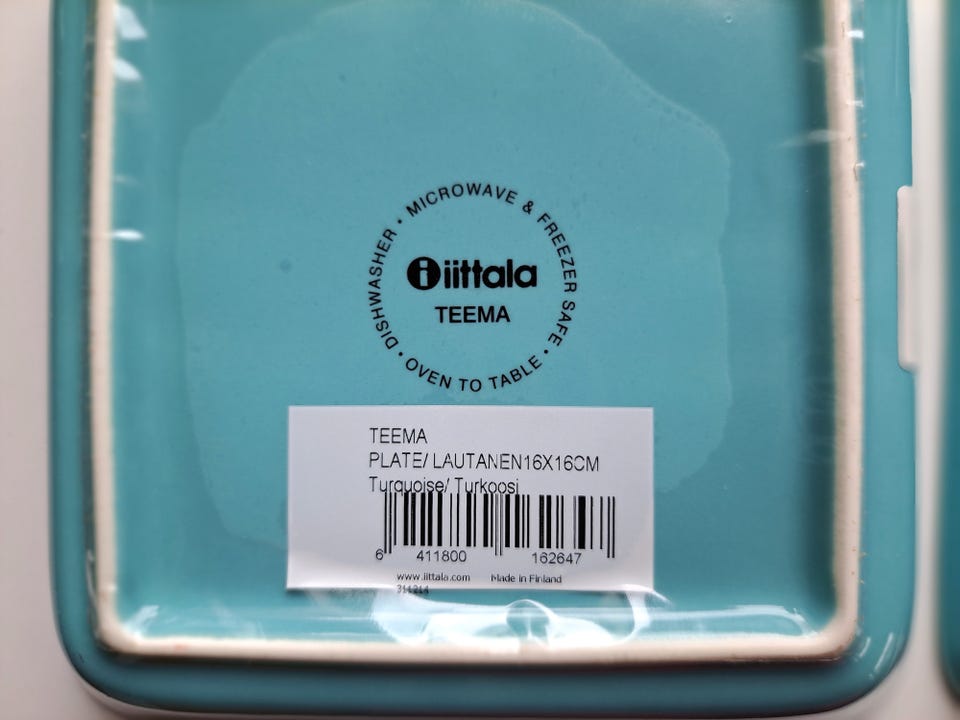 DISHWASHER • MICROWAVE & FREEZER SAFE • OVEN TO TABLE •
iittala
TEEMA
TEEMA
PLATE/ LAUTANEN16X16CM
Turquoise/ Turkoosi
6 411800 162647
www.iittala.com Made in Finland
311214